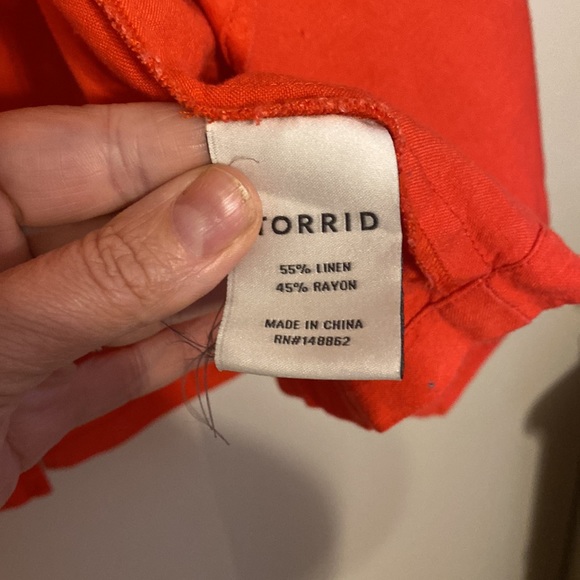 TORRID
55% LINEN
45% RAYON
MADE IN CHINA
RN#148862